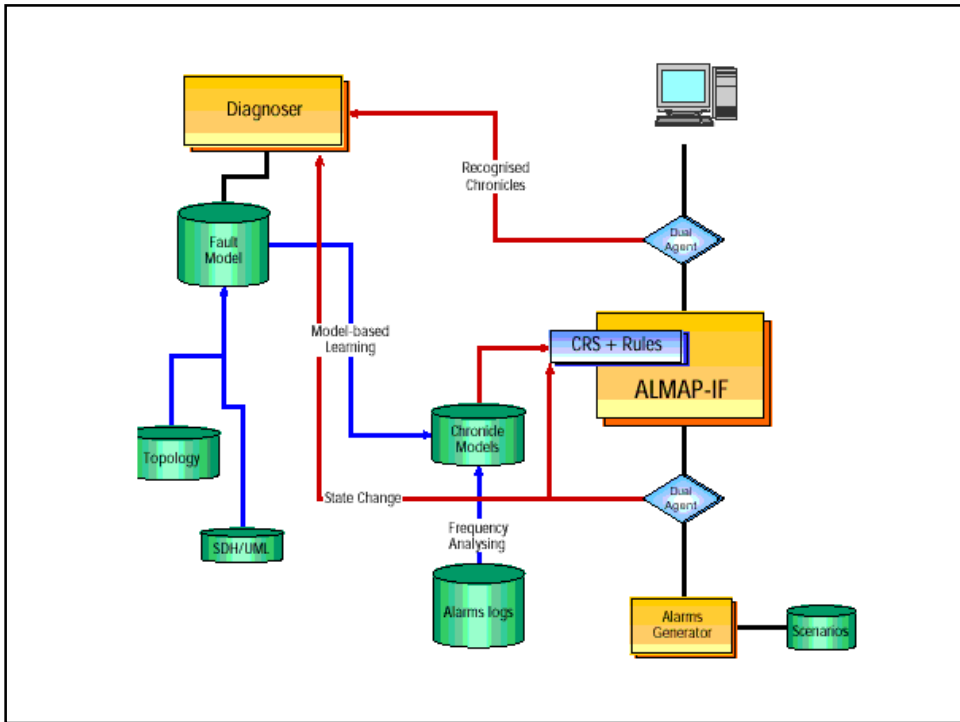 Diagnoser
Recognised
Chronicles
Dual
Agent
Fault
Model
Model-based
Learning
CRS + Rules
ALMAP-IF
Chronicle
Models
Topology
State Change
Dual
Agent
Frequency
Analysing
SDH/UML
Alarms logs
Alarms
Generator
Scenarios